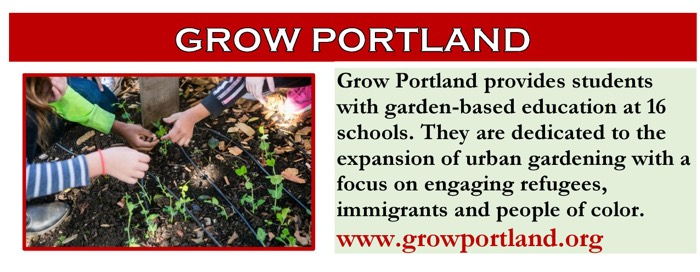 GROW PORTLAND
Grow Portland provides students
with garden-based education at 16
schools. They are dedicated to the
expansion of urban gardening with a
focus on engaging refugees,
immigrants and people of color.
www.growportland.org